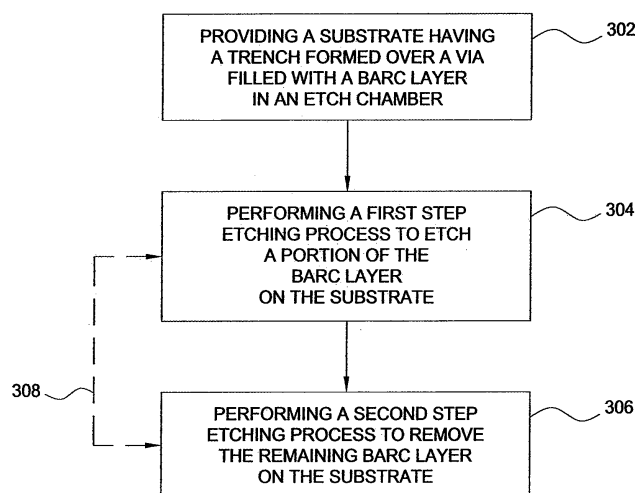 PROVIDING A SUBSTRATE HAVING
A TRENCH FORMED OVER A VIA
FILLED WITH A BARC LAYER
IN AN ETCH CHAMBER
302
PERFORMING A FIRST STEP
ETCHING PROCESS TO ETCH
A PORTION OF THE
BARC LAYER
ON THE SUBSTRATE
304
308
PERFORMING A SECOND STEP
ETCHING PROCESS TO REMOVE
THE REMAINING BARC LAYER
ON THE SUBSTRATE
306